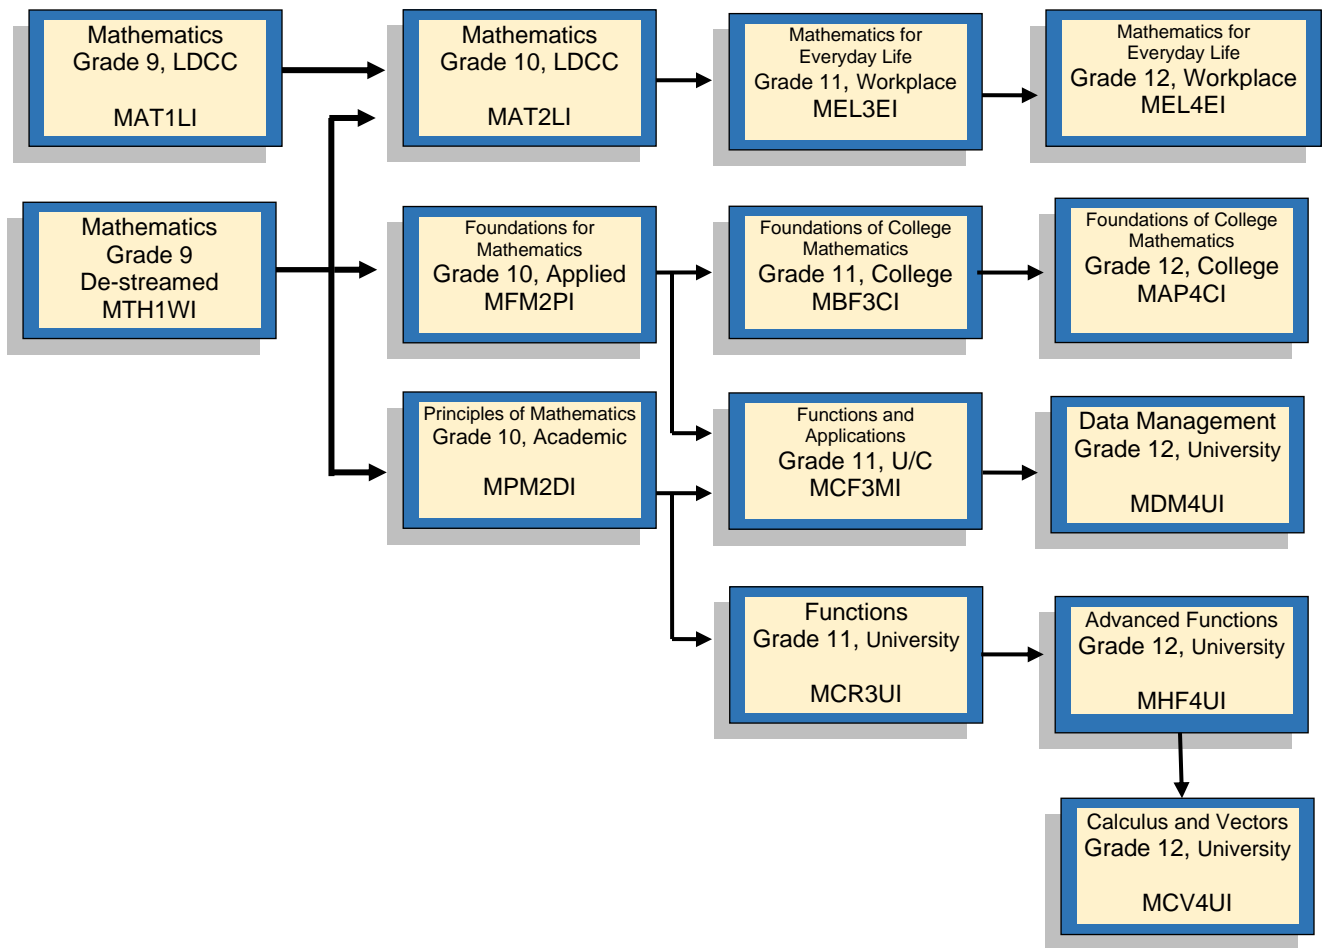 Mathematics
Grade 9, LDCC
MAT1LI
Mathematics
Grade 10, LDCC
MAT2LI
Mathematics for
Everyday Life
Grade 11, Workplace
MEL3EI
Mathematics for
Everyday Life
Grade 12, Workplace
MEL4EI
Mathematics
Grade 9
De-streamed
MTH1WI
Foundations for
Mathematics
Grade 10, Applied
MFM2PI
Foundations of College
Mathematics
Grade 11, College
MBF3CI
Foundations of College
Mathematics
Grade 12, College
MAP4CI
Principles of Mathematics
Grade 10, Academic
MPM2DI
Functions and
Applications
Grade 11, U/C
MCF3MI
Data Management
Grade 12, University
MDM4UI
Functions
Grade 11, University
MCR3UI
Advanced Functions
Grade 12, University
MHF4UI
Calculus and Vectors
Grade 12, University
MCV4UI